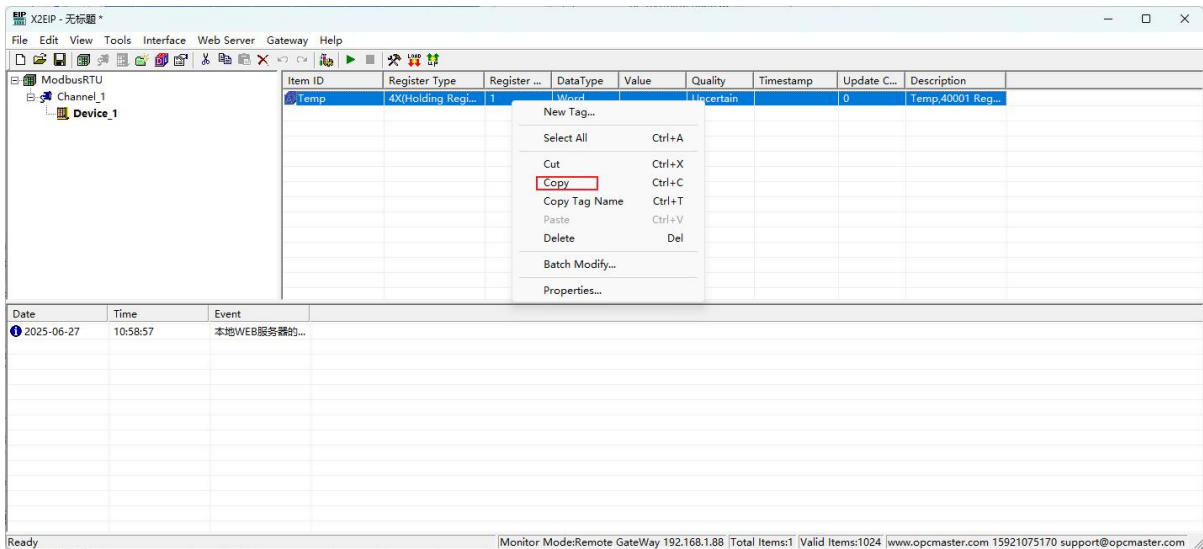 EIP X2EIP - 无标题 *
File Edit View Tools Interface Web Server Gateway Help
LOAD UP
ModbusRTU
Channel_1
Device_1
Item ID Register Type Register ... DataType Value Quality Timestamp Update C... Description
Temp 4X(Holding Regi... 1 Word Uncertain 0 Temp,40001 Reg...
New Tag...
Select All Ctrl+A
Cut Ctrl+X
Copy Ctrl+C
Copy Tag Name Ctrl+T
Paste Ctrl+V
Delete Del
Batch Modify...
Properties...
Date Time Event
2025-06-27 10:58:57 本地WEB服务器的...
Ready Monitor Mode:Remote GateWay 192.168.1.88 Total Items:1 Valid Items:1024 www.opcmaster.com 15921075170 support@opcmaster.com